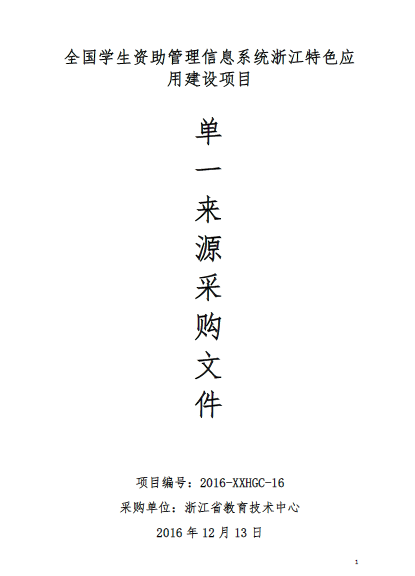 全国学生资助管理信息系统浙江特色应
用建设项目
单
一
来
源
采
购
文
件
项目编号：2016-XXHGC-16
采购单位：浙江省教育技术中心
2016 年 12 月 13 日
1